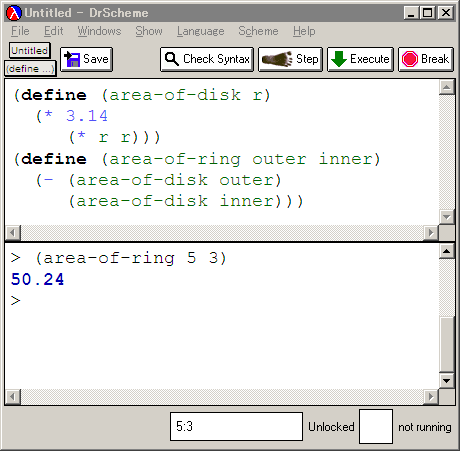 Untitled - DrScheme
File Edit Windows Show Language Scheme Help
Untitled
(define ...) Save Check Syntax Step Execute Break
(define (area-of-disk r)
(* 3.14
(* r r)))
(define (area-of-ring outer inner)
(- (area-of-disk outer)
(area-of-disk inner)))
> (area-of-ring 5 3)
50.24
>
5:3 Unlocked not running